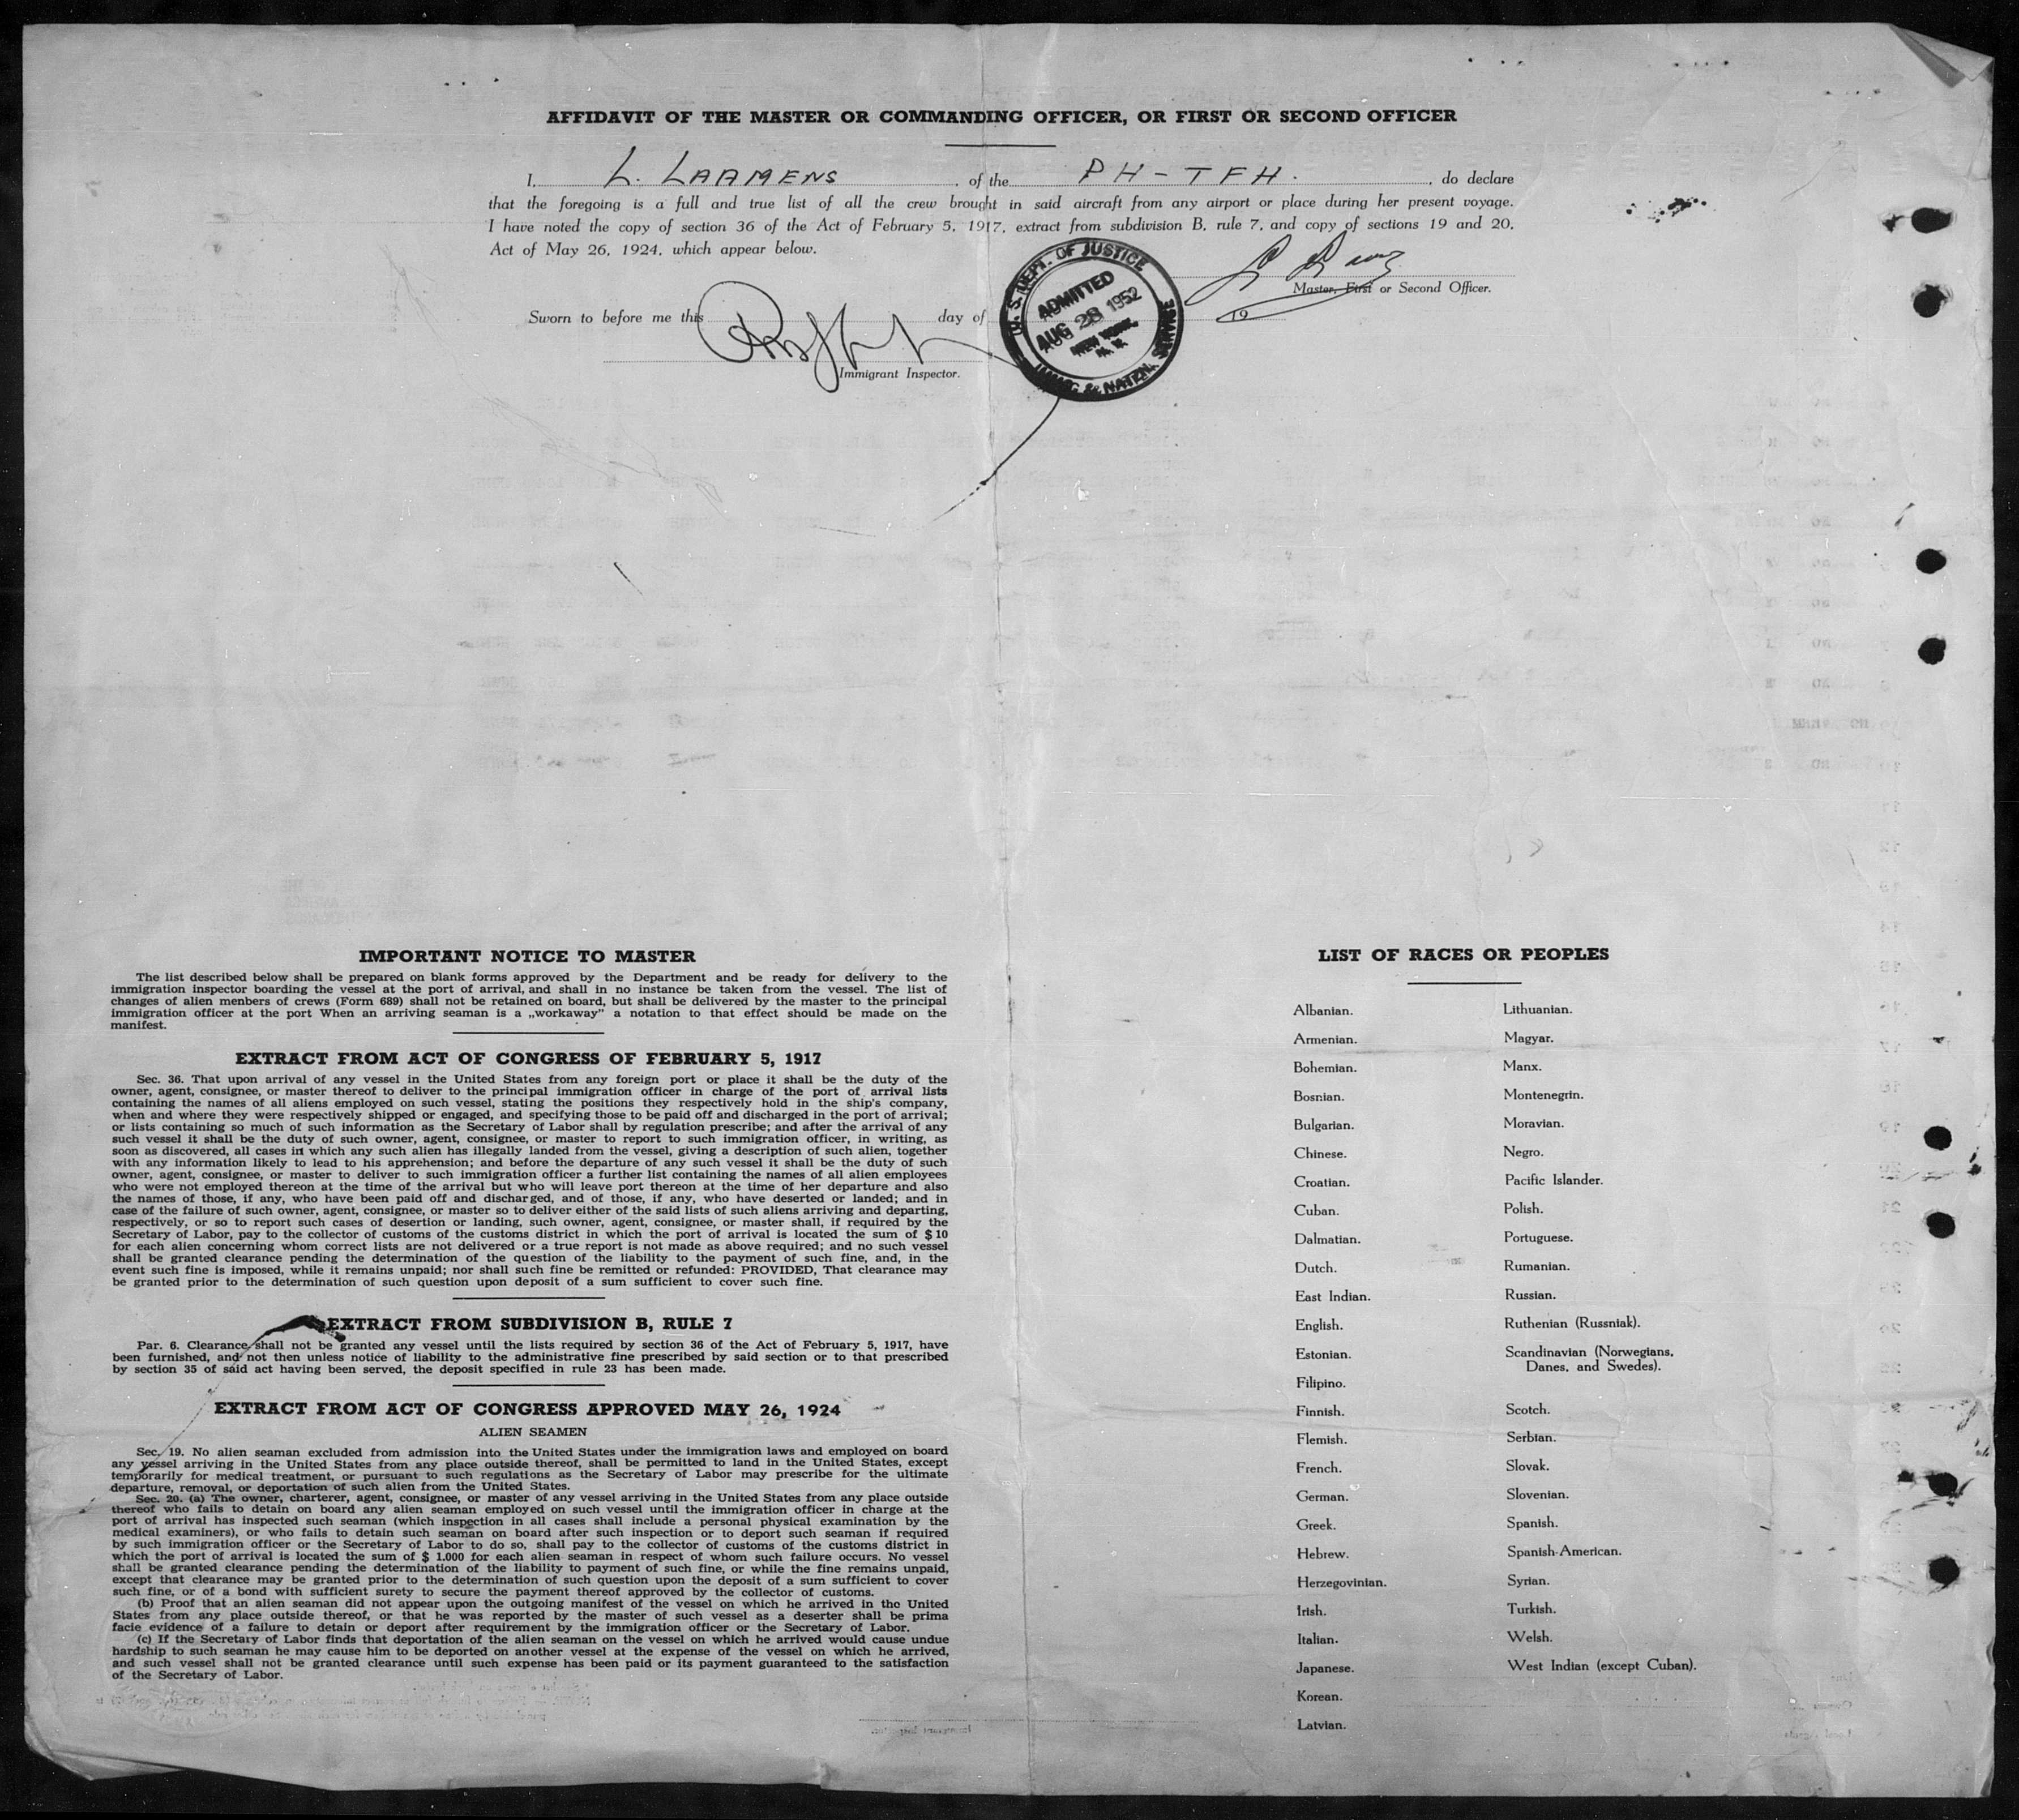 AFFIDAVIT OF THE MASTER OR COMMANDING OFFICER, OR FIRST OR SECOND OFFICER
I, L. LAAMENS, of the PH-TFH., do declare
that the foregoing is a full and true list of all the crew brought in said aircraft from any airport or place during her present voyage.
I have noted the copy of section 36 of the Act of February 5, 1917, extract from subdivision B, rule 7, and copy of sections 19 and 20,
Act of May 26, 1924, which appear below.
Master, First or Second Officer.
Sworn to before me this day of 19
Immigrant Inspector.
U. S. DEPT. OF JUSTICE
ADMITTED
AUG 28 1952
NEW YORK,
N. Y.
IMMIG. & NATZN. SERVICE
IMPORTANT NOTICE TO MASTER
The list described below shall be prepared on blank forms approved by the Department and be ready for delivery to the
immigration inspector boarding the vessel at the port of arrival, and shall in no instance be taken from the vessel. The list of
changes of alien menbers of crews (Form 689) shall not be retained on board, but shall be delivered by the master to the principal
immigration officer at the port When an arriving seaman is a „workaway” a notation to that effect should be made on the
manifest.
EXTRACT FROM ACT OF CONGRESS OF FEBRUARY 5, 1917
Sec. 36. That upon arrival of any vessel in the United States from any foreign port or place it shall be the duty of the
owner, agent, consignee, or master thereof to deliver to the principal immigration officer in charge of the port of arrival lists
containing the names of all aliens employed on such vessel, stating the positions they respectively hold in the ship's company,
when and where they were respectively shipped or engaged, and specifying those to be paid off and discharged in the port of arrival;
or lists containing so much of such information as the Secretary of Labor shall by regulation prescribe; and after the arrival of any
such vessel it shall be the duty of such owner, agent, consignee, or master to report to such immigration officer, in writing, as
soon as discovered, all cases in which any such alien has illegally landed from the vessel, giving a description of such alien, together
with any information likely to lead to his apprehension; and before the departure of any such vessel it shall be the duty of such
owner, agent, consignee, or master to deliver to such immigration officer a further list containing the names of all alien employees
who were not employed thereon at the time of the arrival but who will leave port thereon at the time of her departure and also
the names of those, if any, who have been paid off and discharged, and of those, if any, who have deserted or landed; and in
case of the failure of such owner, agent, consignee, or master so to deliver either of the said lists of such aliens arriving and departing,
respectively, or so to report such cases of desertion or landing, such owner, agent, consignee, or master shall, if required by the
Secretary of Labor, pay to the collector of customs of the customs district in which the port of arrival is located the sum of $ 10
for each alien concerning whom correct lists are not delivered or a true report is not made as above required; and no such vessel
shall be granted clearance pending the determination of the question of the liability to the payment of such fine, and, in the
event such fine is imposed, while it remains unpaid; nor shall such fine be remitted or refunded: PROVIDED, That clearance may
be granted prior to the determination of such question upon deposit of a sum sufficient to cover such fine.
EXTRACT FROM SUBDIVISION B, RULE 7
Par. 6. Clearance shall not be granted any vessel until the lists required by section 36 of the Act of February 5, 1917, have
been furnished, and not then unless notice of liability to the administrative fine prescribed by said section or to that prescribed
by section 35 of said act having been served, the deposit specified in rule 23 has been made.
EXTRACT FROM ACT OF CONGRESS APPROVED MAY 26, 1924
ALIEN SEAMEN
Sec. 19. No alien seaman excluded from admission into the United States under the immigration laws and employed on board
any vessel arriving in the United States from any place outside thereof, shall be permitted to land in the United States, except
temporarily for medical treatment, or pursuant to such regulations as the Secretary of Labor may prescribe for the ultimate
departure, removal, or deportation of such alien from the United States.
Sec. 20. (a) The owner, charterer, agent, consignee, or master of any vessel arriving in the United States from any place outside
thereof who fails to detain on board any alien seaman employed on such vessel until the immigration officer in charge at the
port of arrival has inspected such seaman (which inspection in all cases shall include a personal physical examination by the
medical examiners), or who fails to detain such seaman on board after such inspection or to deport such seaman if required
by such immigration officer or the Secretary of Labor to do so, shall pay to the collector of customs of the customs district in
which the port of arrival is located the sum of $ 1.000 for each alien seaman in respect of whom such failure occurs. No vessel
shall be granted clearance pending the determination of the liability to payment of such fine, or while the fine remains unpaid,
except that clearance may be granted prior to the determination of such question upon the deposit of a sum sufficient to cover
such fine, or of a bond with sufficient surety to secure the payment thereof approved by the collector of customs.
(b) Proof that an alien seaman did not appear upon the outgoing manifest of the vessel on which he arrived in the United
States from any place outside thereof, or that he was reported by the master of such vessel as a deserter shall be prima
facie evidence of a failure to detain or deport after requirement by the immigration officer or the Secretary of Labor.
(c) If the Secretary of Labor finds that deportation of the alien seaman on the vessel on which he arrived would cause undue
hardship to such seaman he may cause him to be deported on another vessel at the expense of the vessel on which he arrived,
and such vessel shall not be granted clearance until such expense has been paid or its payment guaranteed to the satisfaction
of the Secretary of Labor.
LIST OF RACES OR PEOPLES
Albanian.
Armenian.
Bohemian.
Bosnian.
Bulgarian.
Chinese.
Croatian.
Cuban.
Dalmatian.
Dutch.
East Indian.
English.
Estonian.
Filipino.
Finnish.
Flemish.
French.
German.
Greek.
Hebrew.
Herzegovinian.
Irish.
Italian.
Japanese.
Korean.
Latvian.
Lithuanian.
Magyar.
Manx.
Montenegrin.
Moravian.
Negro.
Pacific Islander.
Polish.
Portuguese.
Rumanian.
Russian.
Ruthenian (Russniak).
Scandinavian (Norwegians,
Danes, and Swedes).
Scotch.
Serbian.
Slovak.
Slovenian.
Spanish.
Spanish-American.
Syrian.
Turkish.
Welsh.
West Indian (except Cuban).